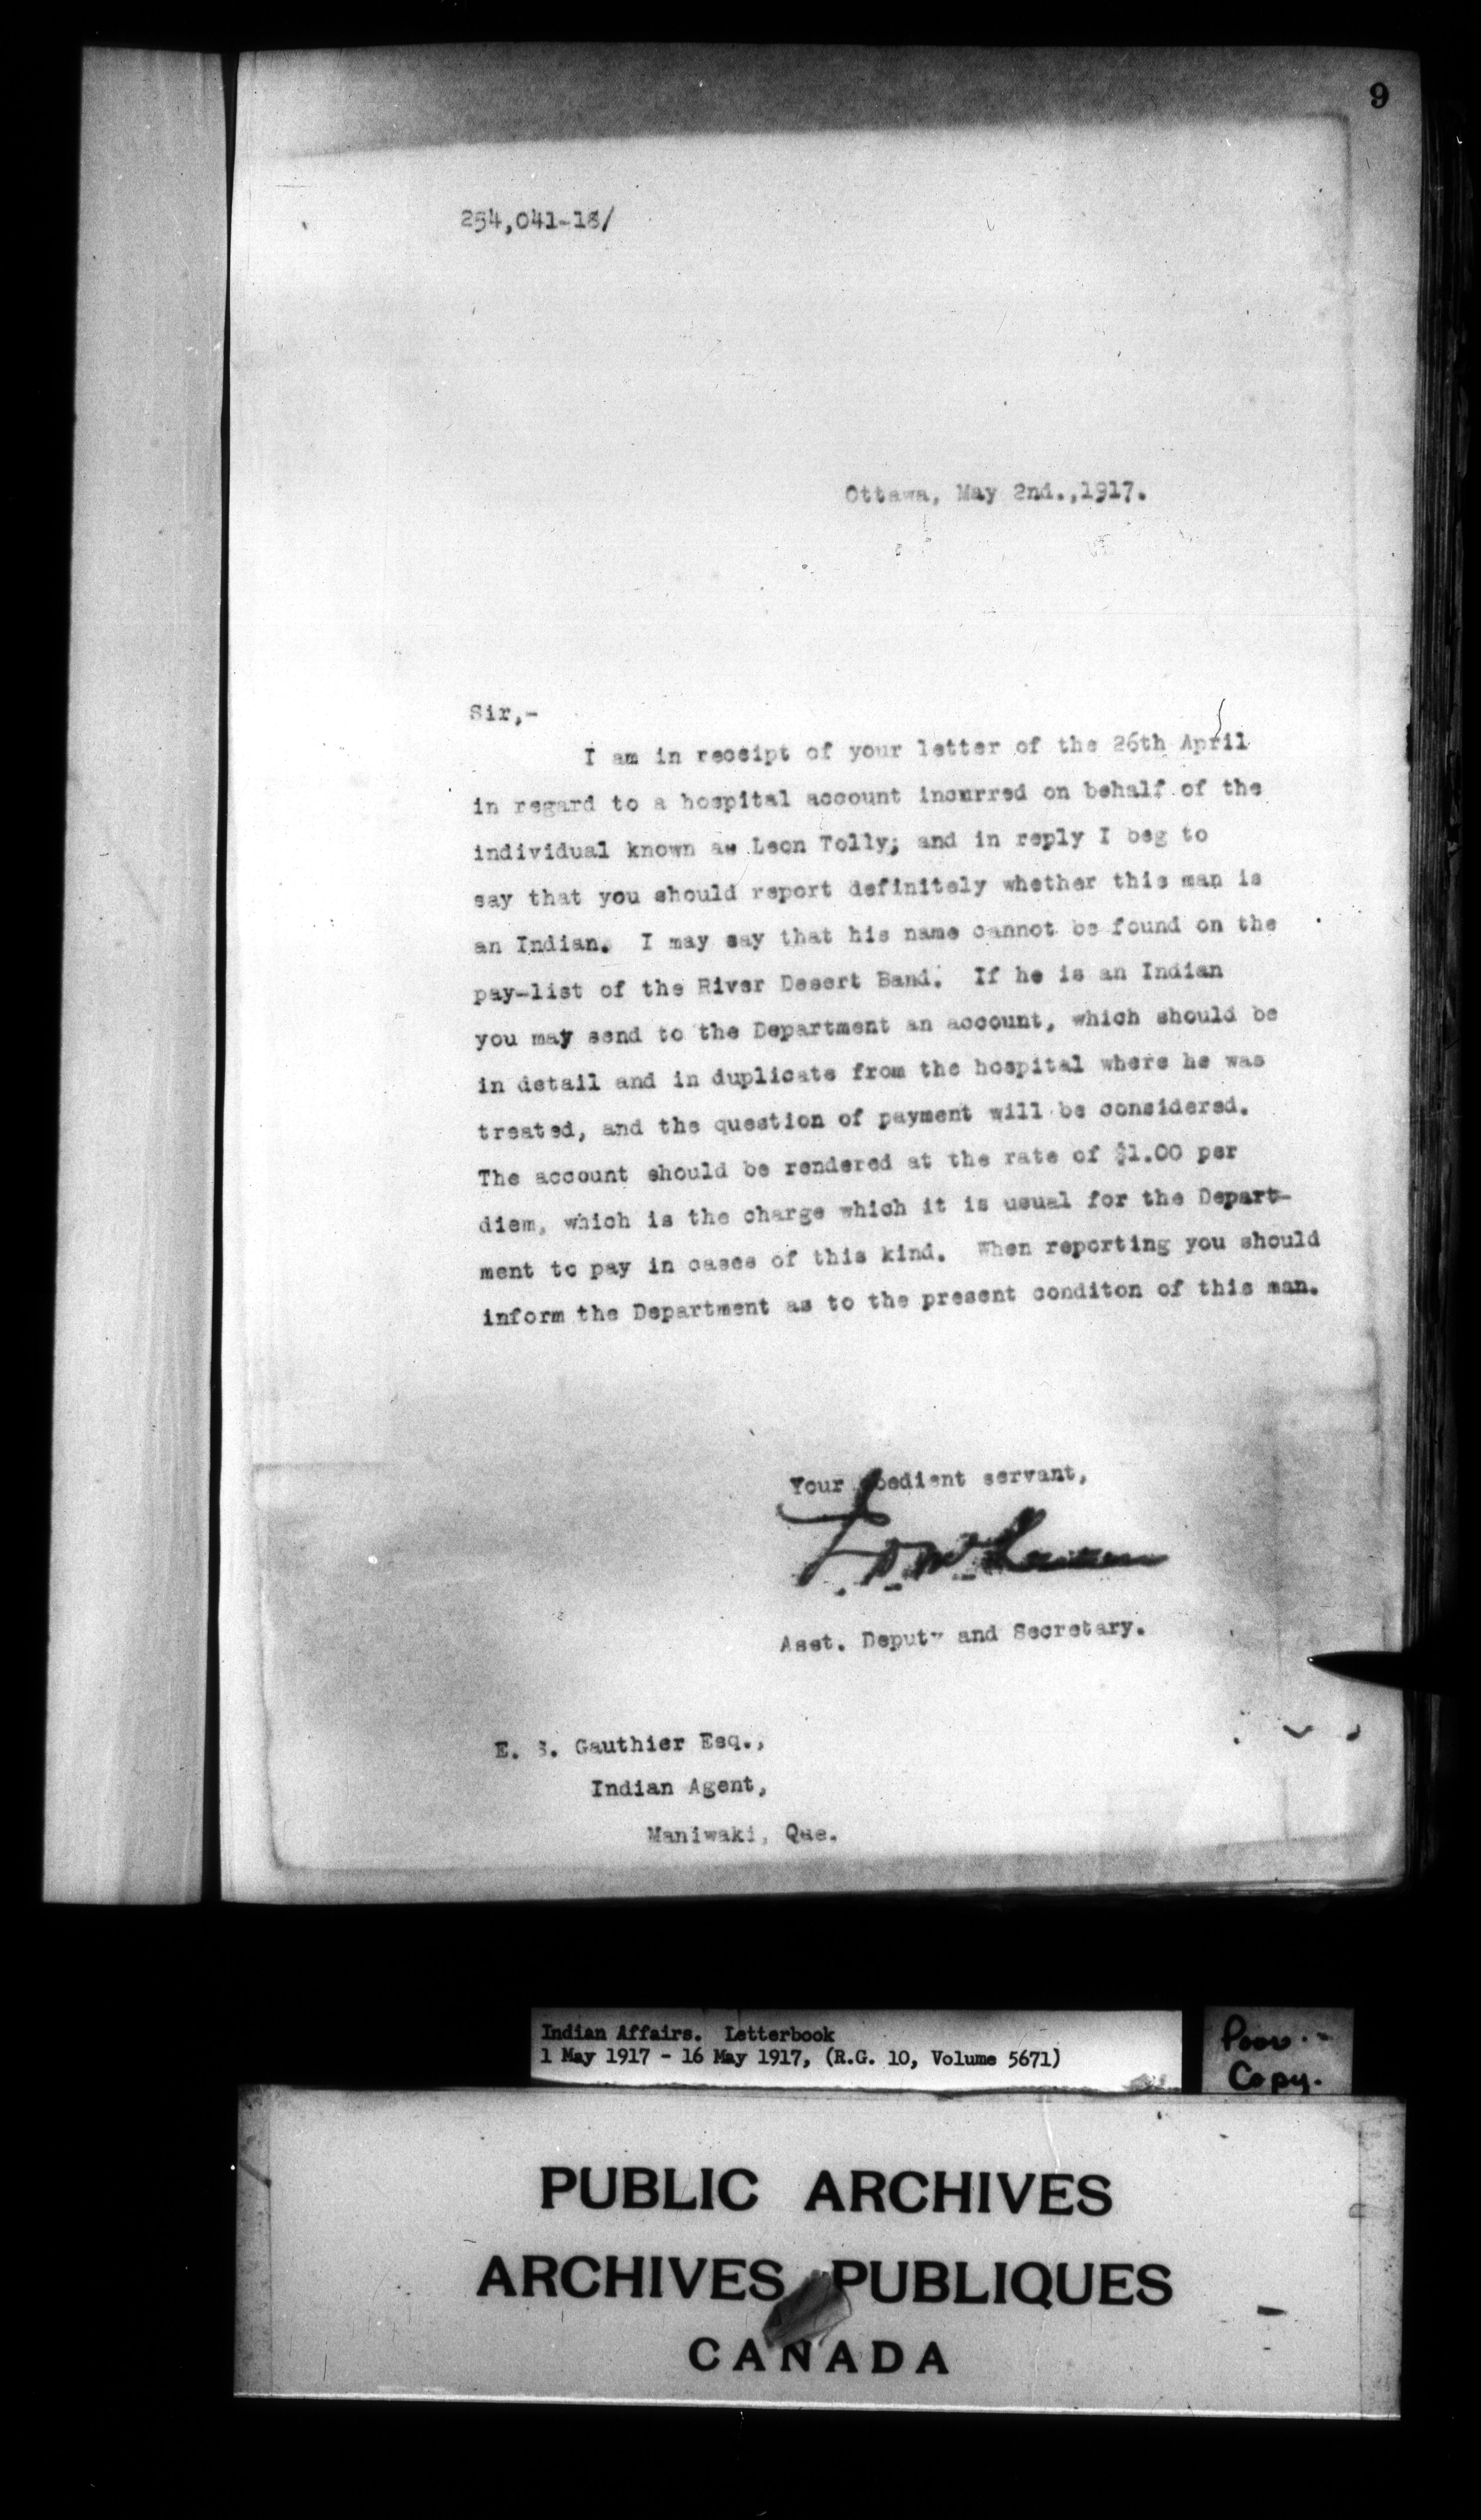 9
254,041-18/
Ottawa, May 2nd.,1917.
Sir,-
I am in receipt of your letter of the 26th April
in regard to a hospital account incurred on behalf of the
individual known as Leon Tolly; and in reply I beg to
say that you should report definitely whether this man is
an Indian. I may say that his name cannot be found on the
pay-list of the River Desert Band. If he is an Indian
you may send to the Department an account, which should be
in detail and in duplicate from the hospital where he was
treated, and the question of payment will be considered.
The account should be rendered at the rate of $1.00 per
diem, which is the charge which it is usual for the Depart-
ment to pay in cases of this kind. When reporting you should
inform the Department as to the present conditon of this man.
Your obedient servant,
Asst. Deputy and Secretary.
E. S. Gauthier Esq.,
Indian Agent,
Maniwaki, Que.
Indian Affairs. Letterbook
1 May 1917 - 16 May 1917, (R.G. 10, Volume 5671)
Poor
Copy.
PUBLIC ARCHIVES
ARCHIVES PUBLIQUES
CANADA